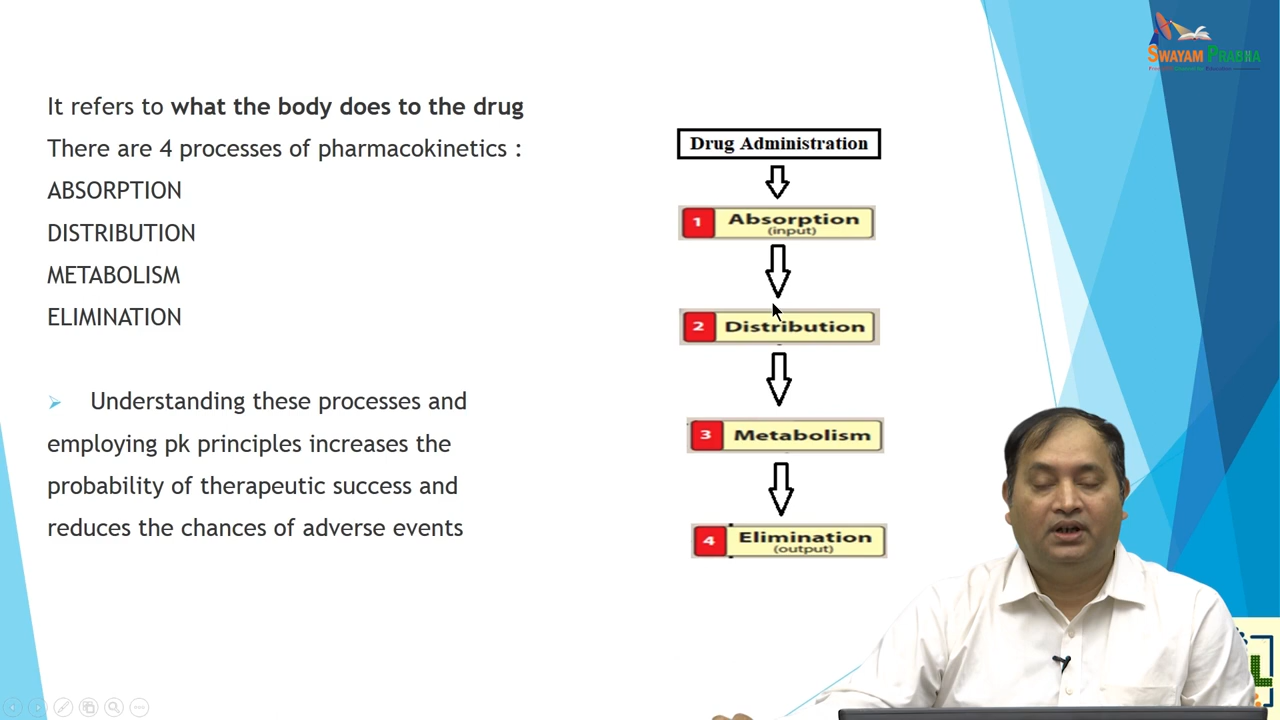 SWAYAM PRABHA
It refers to what the body does to the drug
There are 4 processes of pharmacokinetics :
ABSORPTION
DISTRIBUTION
METABOLISM
ELIMINATION
➢ Understanding these processes and
employing pk principles increases the
probability of therapeutic success and
reduces the chances of adverse events
Drug Administration
1 Absorption
(input)
2 Distribution
3 Metabolism
4 Elimination
(output)